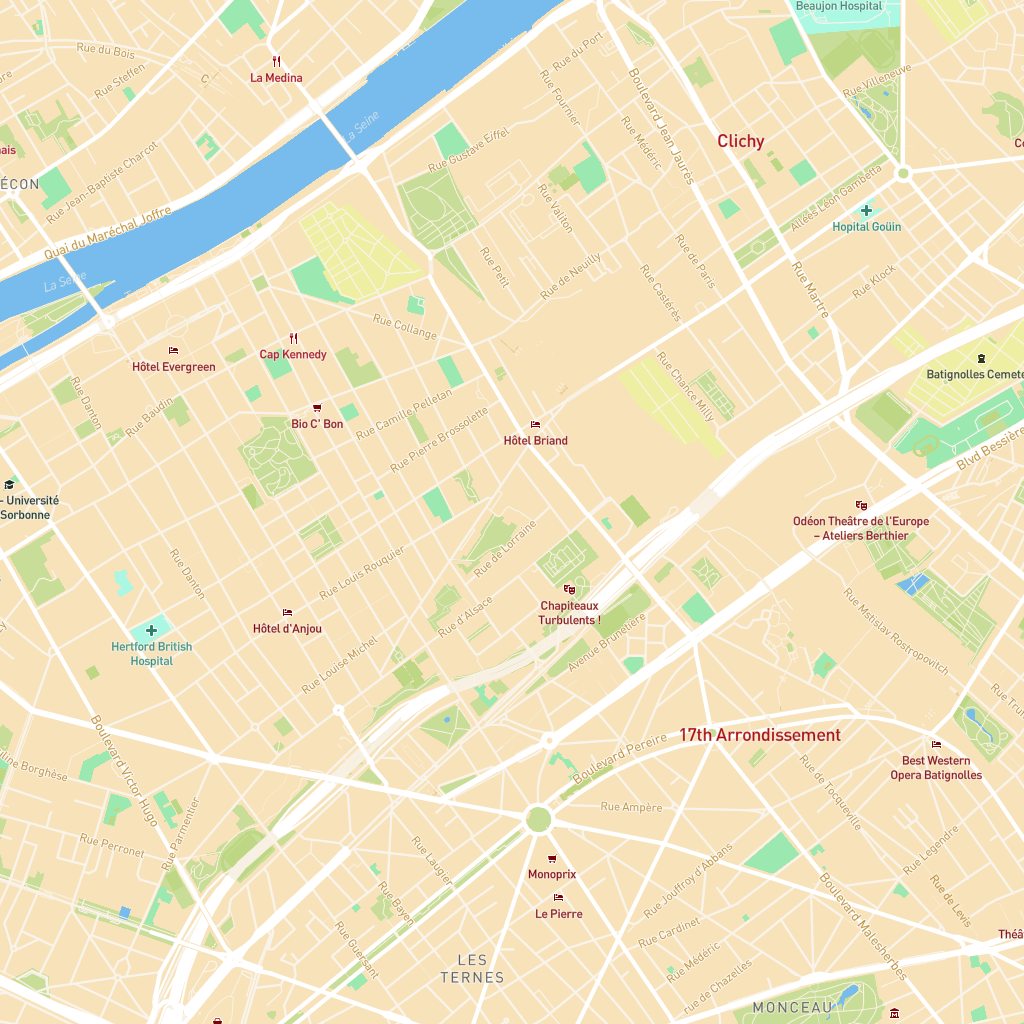 Beaujon Hospital
Rue du Bois
Rue Steffen
La Medina
Rue du Port
Rue Fournier
Boulevard Jean Jaurès
Rue Villeneuve
La Seine
Rue Médéric
Clichy
Rue Gustave Eiffel
Rue Jean-Baptiste Charcot
Allées Léon Gambetta
Quai du Maréchal Joffre
Rue Valiton
Hopital Goüin
Rue Petit
Rue de Neuilly
Rue de Paris
Rue Castérès
Rue Martre
Rue Klock
La Seine
Rue Collange
Cap Kennedy
Hôtel Evergreen
Batignolles Cemete
Rue Danton
Rue Baudin
Bio C' Bon
Rue Camille Pelletan
Rue Pierre Brossolette
Rue Chance Milly
Hôtel Briand
Blvd Bessière
– Université
Sorbonne
Odéon Theâtre de l'Europe
– Ateliers Berthier
Rue de Lorraine
Rue Danton
Rue Louis Rouquier
Chapiteaux
Turbulents !
Hôtel d'Anjou
Rue d'Alsace
Hertford British
Hospital
Avenue Brunetière
Rue Mstislav Rostropovitch
Rue Louise Michel
Boulevard Victor Hugo
17th Arrondissement
Boulevard Pereire
Best Western
Opera Batignolles
Rue de Tocqueville
Rue Ampère
Rue Parmentier
Rue Perronet
Rue Laugier
Monoprix
Rue Legendre
Rue Jouffroy d'Abbans
Le Pierre
Rue Bayen
Rue de Levis
Boulevard Malesherbes
Rue Cardinet
Rue Guersant
LES
TERNES
Rue Médéric
rue de Chazelles
MONCEAU